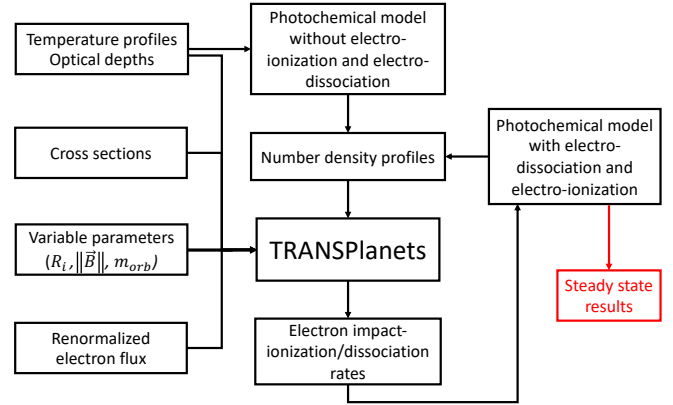 Temperature profiles
Optical depths
Photochemical model
without electro-
ionization and electro-
dissociation
Cross sections
Number density profiles
Photochemical model
with electro-
dissociation and
electro-ionization
Variable parameters
(R_i, ‖B⃗‖, m_orb)
TRANSPlanets
Steady state
results
Renormalized
electron flux
Electron impact-
ionization/dissociation
rates